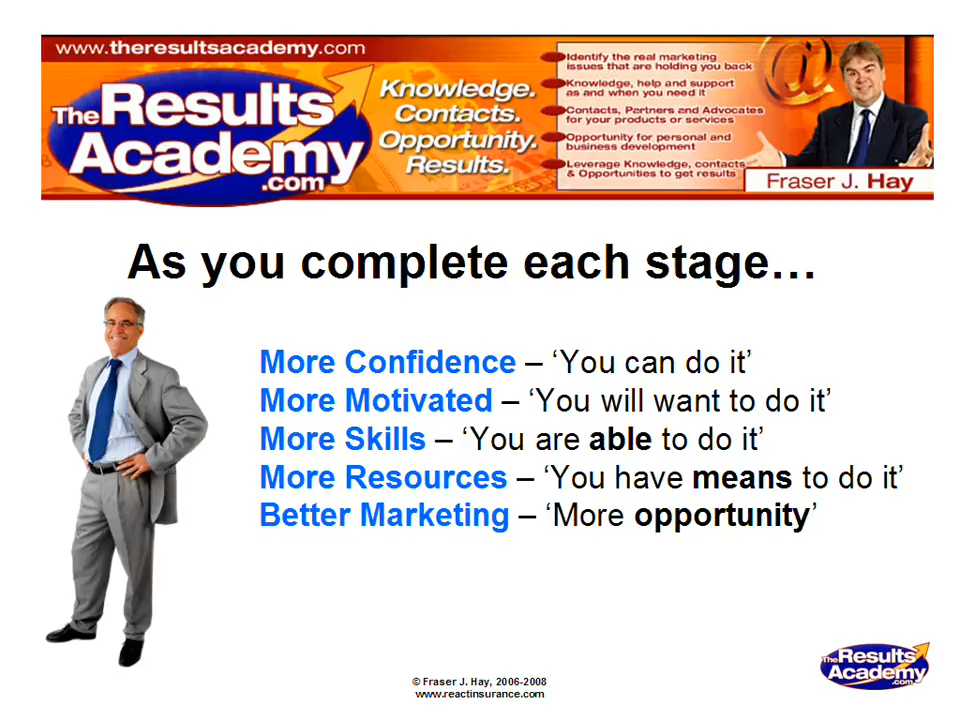 www.theresultsacademy.com
The Results
Academy
.com
Knowledge.
Contacts.
Opportunity.
Results.
Identify the real marketing
issues that are holding you back
Knowledge, help and support
as and when you need it
Contacts, Partners and Advocates
for your products or services
Opportunity for personal and
business development
Leverage Knowledge, contacts
& Opportunities to get results
@
Fraser J. Hay
As you complete each stage…
More Confidence – ‘You can do it’
More Motivated – ‘You will want to do it’
More Skills – ‘You are able to do it’
More Resources – ‘You have means to do it’
Better Marketing – ‘More opportunity’
© Fraser J. Hay, 2006-2008
www.reactinsurance.com
The Results
Academy
.com